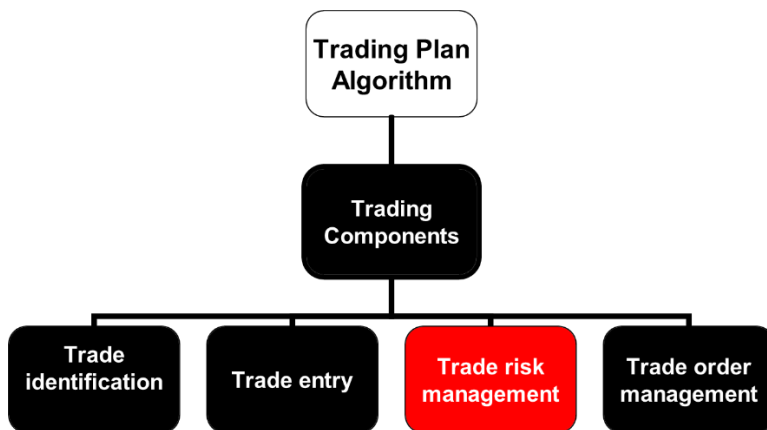 Trading Plan
Algorithm
Trading
Components
Trade
identification
Trade entry
Trade risk
management
Trade order
management